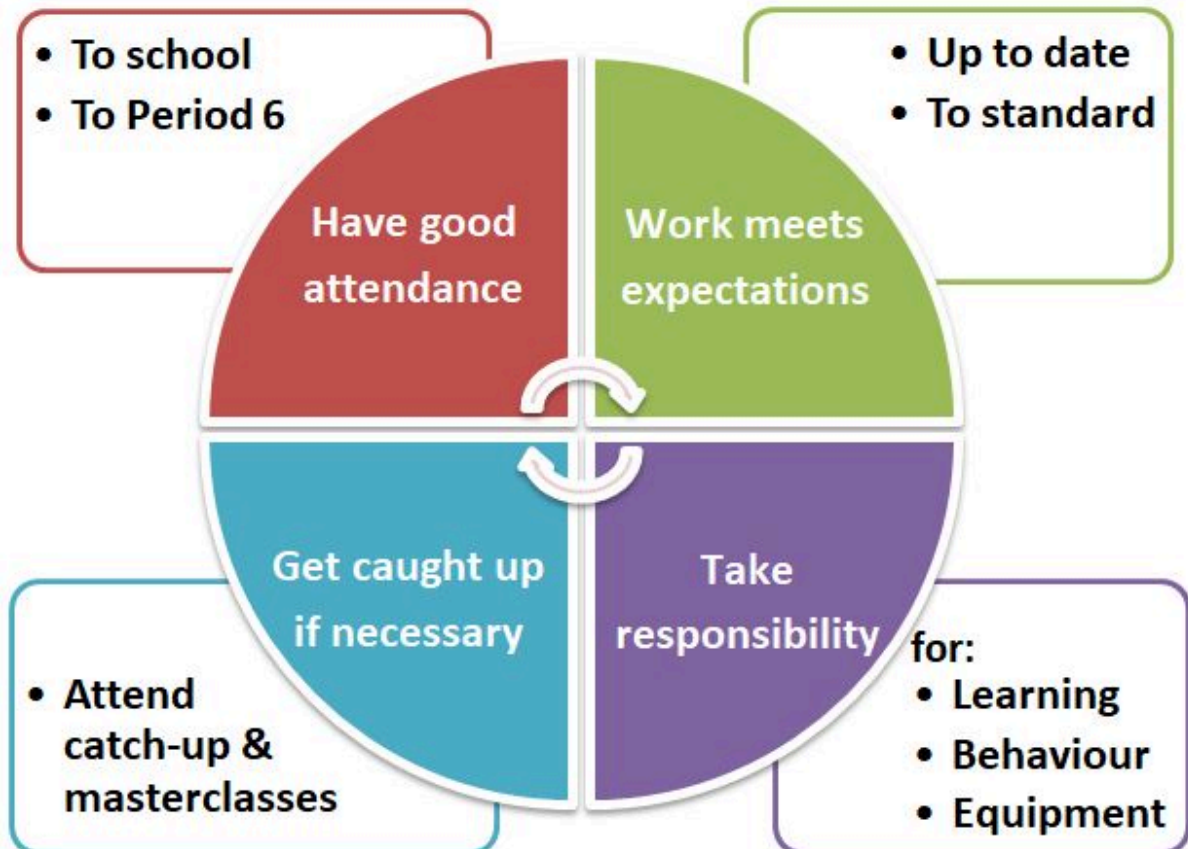 • To school
• To Period 6
Have good
attendance
• Up to date
• To standard
Work meets
expectations
Get caught up
if necessary
• Attend
catch-up &
masterclasses
Take
responsibility
for:
• Learning
• Behaviour
• Equipment